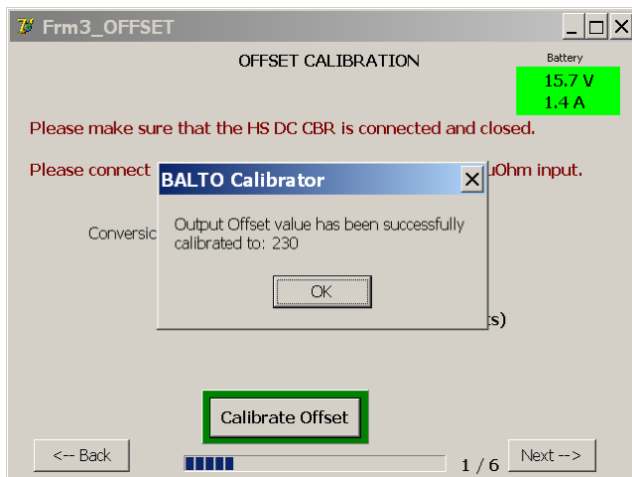 Frm3_OFFSET
OFFSET CALIBRATION
Battery
15.7 V
1.4 A
Please make sure that the HS DC CBR is connected and closed.
Please connect
uOhm input.
BALTO Calibrator
Output Offset value has been successfully
calibrated to: 230
OK
Calibrate Offset
<-- Back
1 / 6
Next -->